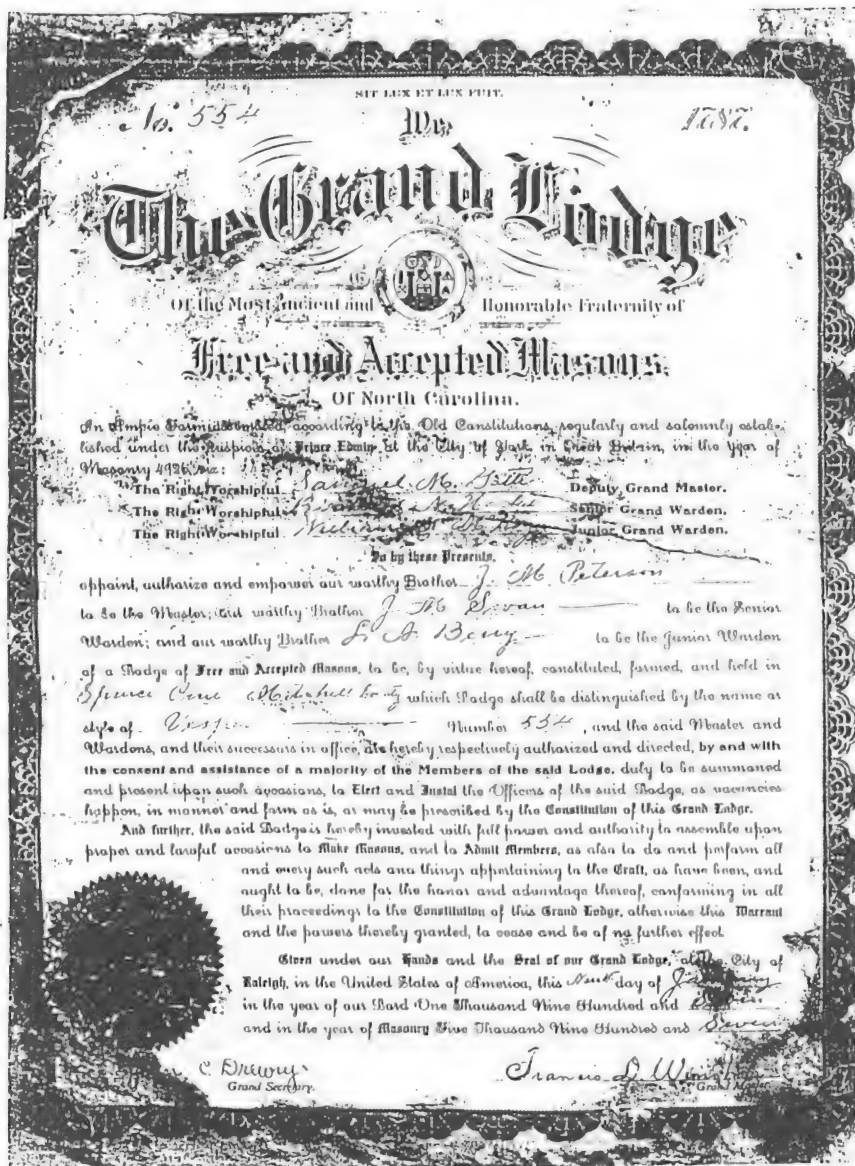 SIT LUX ET LUX FUIT.
No. 554
We,
The Grand Lodge
Of the Most Ancient and Honorable Fraternity of
Free and Accepted Masons,
Of North Carolina.
In Ample Form assembled, according to the Old Constitutions, regularly and solemnly estab-
lished under the Auspices of Prince Edwin, at the City of York, in Great Britain, in the year of
Masonry 4926, viz:
The Right Worshipful Samuel M. Deputy Grand Master.
The Right Worshipful Senior Grand Warden.
The Right Worshipful William Junior Grand Warden.
Do by these Presents,
appoint, authorize and empower our worthy Brother J. M. Peterson
to be the Master; our worthy Brother J. M. to be the Senior
Warden; and our worthy Brother Berry to be the Junior Warden
of a Lodge of Free and Accepted Masons, to be, by virtue hereof, constituted, formed, and held in
Spruce Pine Mitchell which Lodge shall be distinguished by the name or
style of Number 554, and the said Master and
Wardens, and their successors in office, are hereby respectively authorized and directed, by and with
the consent and assistance of a majority of the Members of the said Lodge, duly to be summoned
and present upon such occasions, to Elect and Instal the Officers of the said Lodge, as vacancies
happen, in manner and form as is, or may be prescribed by the Constitution of this Grand Lodge.
And further, the said Lodge is hereby invested with full power and authority to assemble upon
proper and lawful occasions to Make Masons, and to Admit Members, as also to do and perform all
and every such acts and things appertaining to the Craft, as have been, and
ought to be, done for the honor and advantage thereof, conforming in all
their proceedings to the Constitution of this Grand Lodge, otherwise this Warrant
and the powers thereby granted, to cease and be of no further effect
Given under our Hands and the Seal of our Grand Lodge, at the City of
Raleigh, in the United States of America, this day of January
in the year of our Lord One Thousand Nine Hundred and Seven
and in the year of Masonry Five Thousand Nine Hundred and Seven
C. Drewry Francis D.
Grand Secretary. Grand Master.